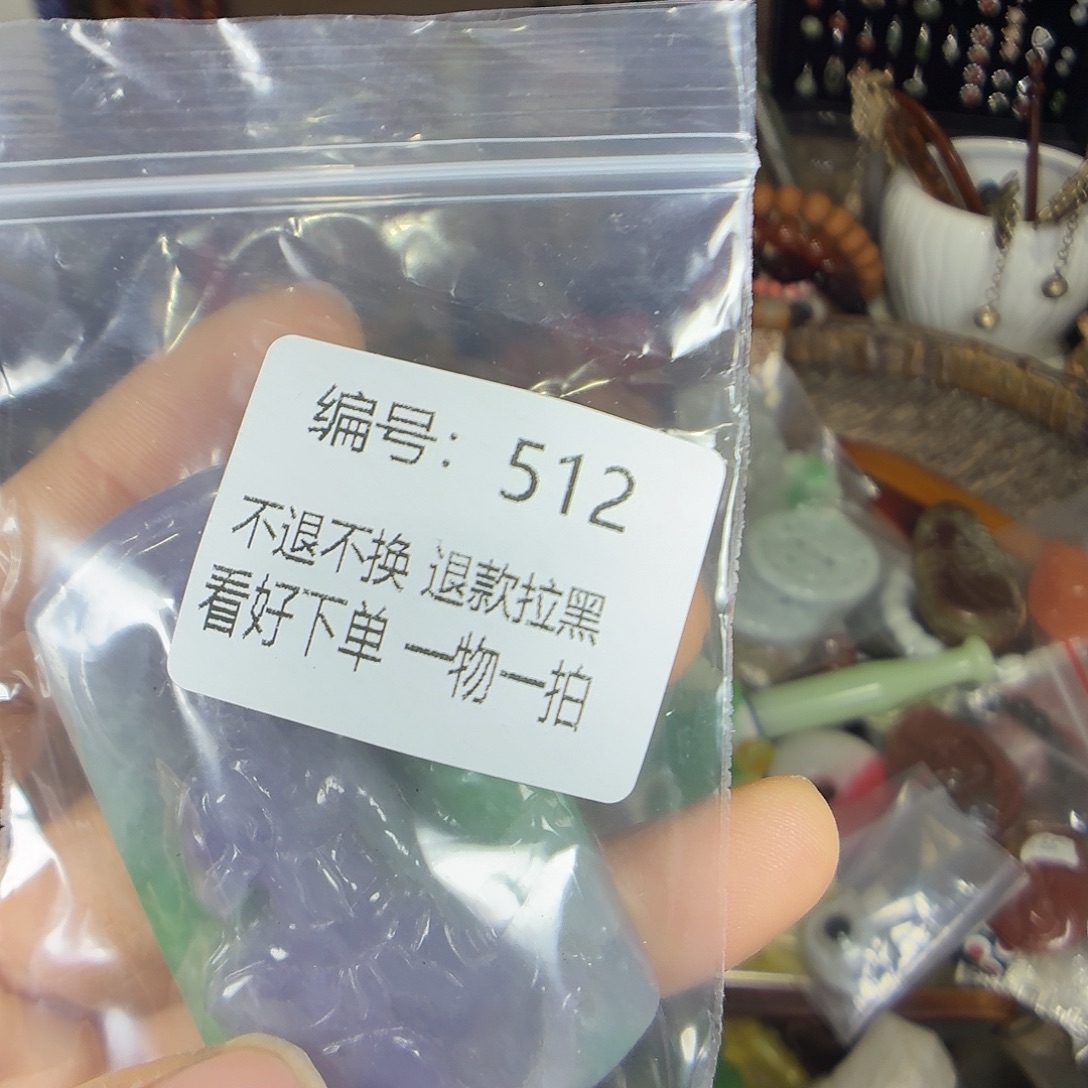 编号：512
不退不换 退款拉黑
看好下单 一物一拍